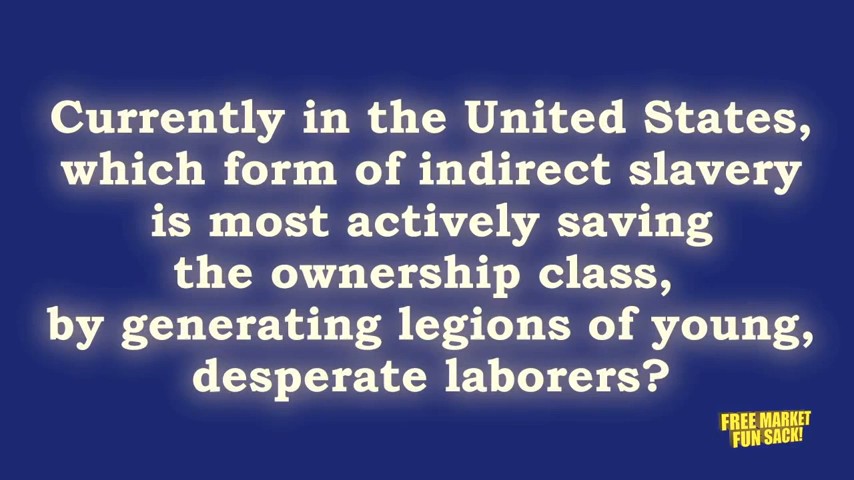 Currently in the United States,
which form of indirect slavery
is most actively saving
the ownership class,
by generating legions of young,
desperate laborers?
FREE MARKET
FUN SACK!